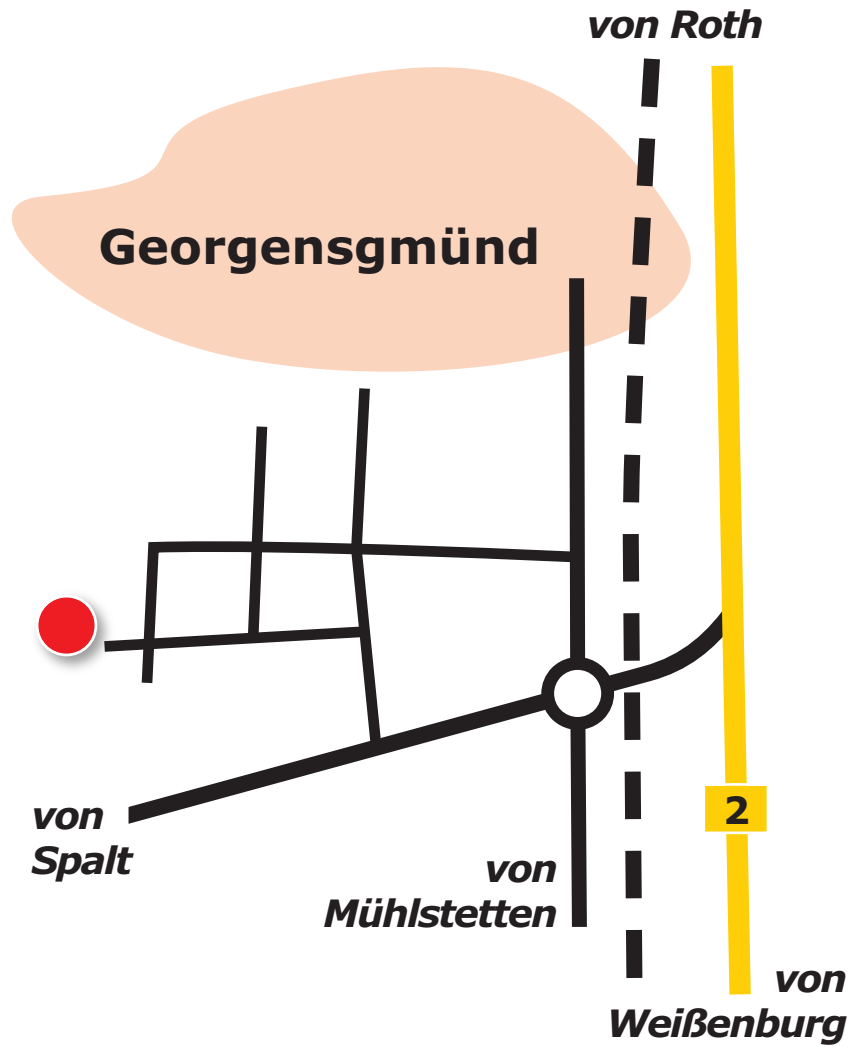 von Roth
Georgensgmünd
2
von
Spalt
von
Mühlstetten
von
Weißenburg